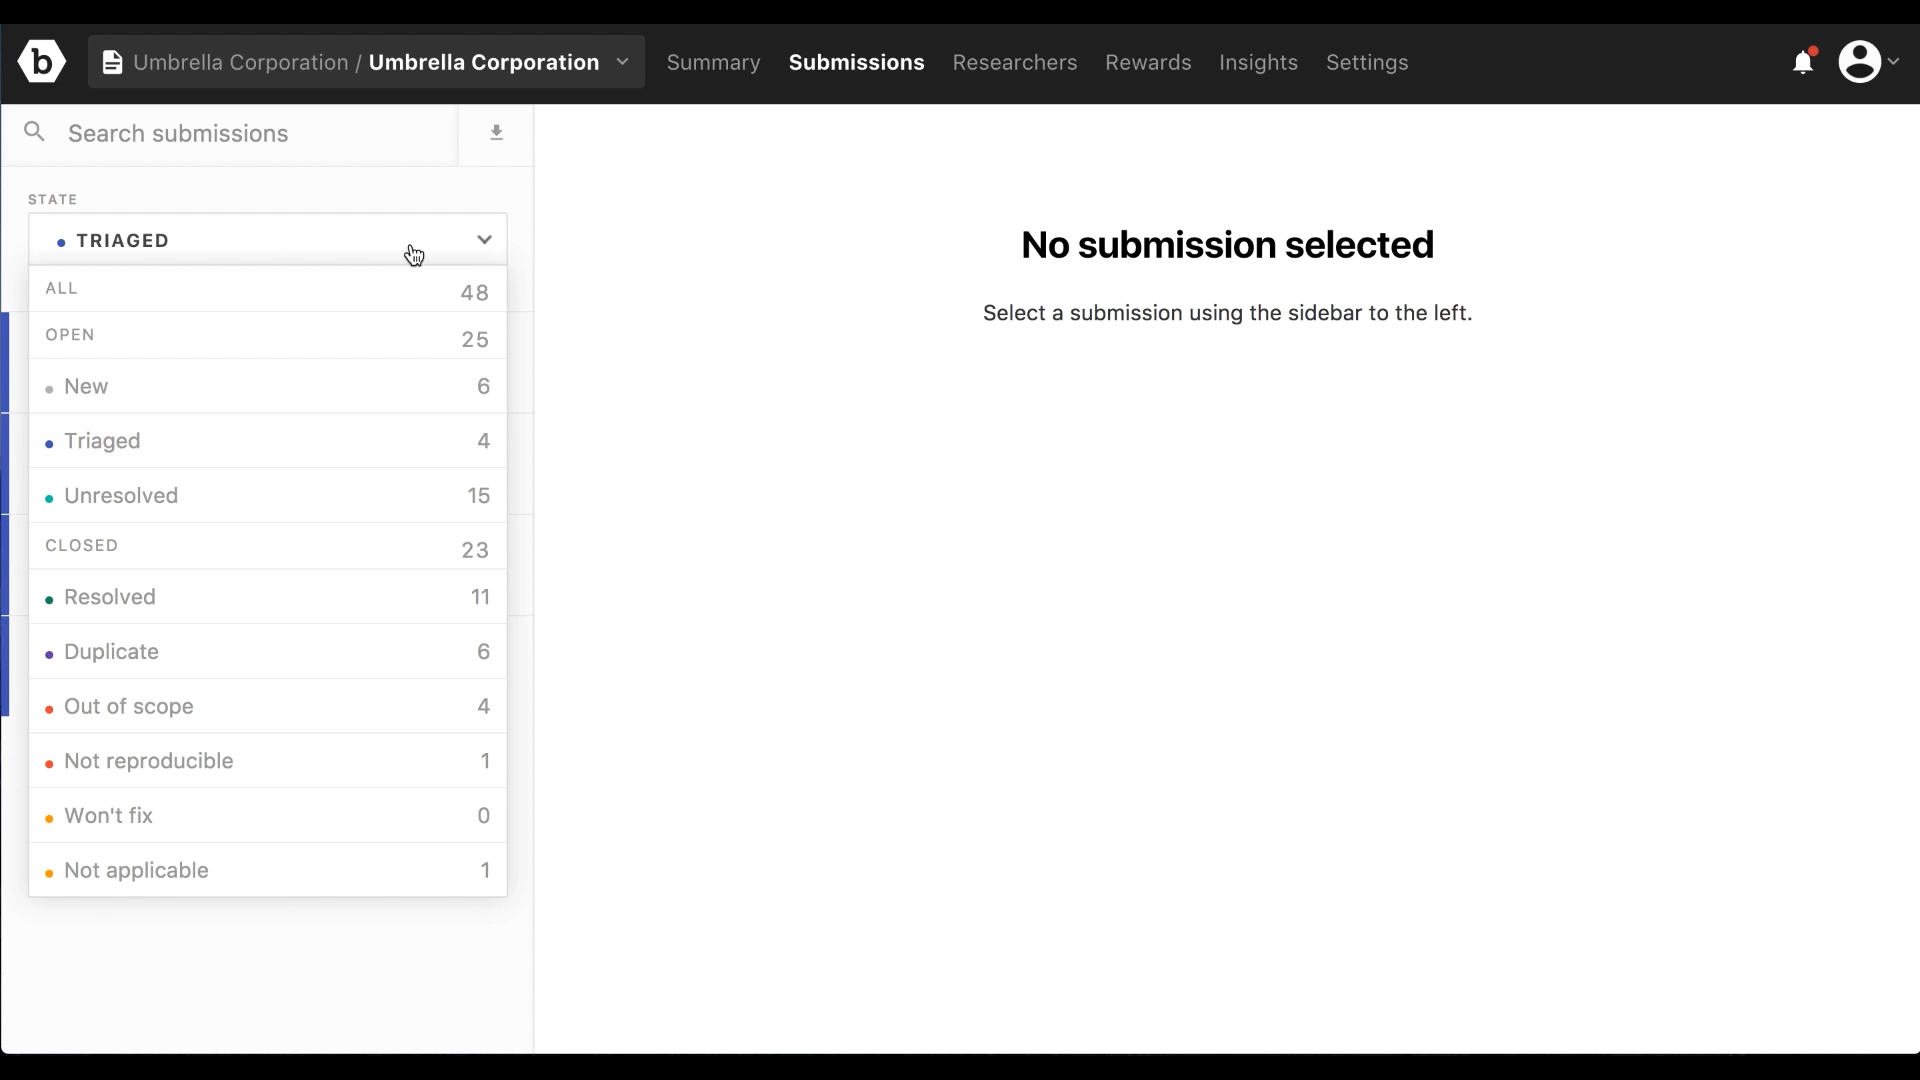 b
Umbrella Corporation / Umbrella Corporation
Summary
Submissions
Researchers
Rewards
Insights
Settings
Search submissions
STATE
TRIAGED
ALL 48
OPEN 25
New 6
Triaged 4
Unresolved 15
CLOSED 23
Resolved 11
Duplicate 6
Out of scope 4
Not reproducible 1
Won't fix 0
Not applicable 1
No submission selected
Select a submission using the sidebar to the left.